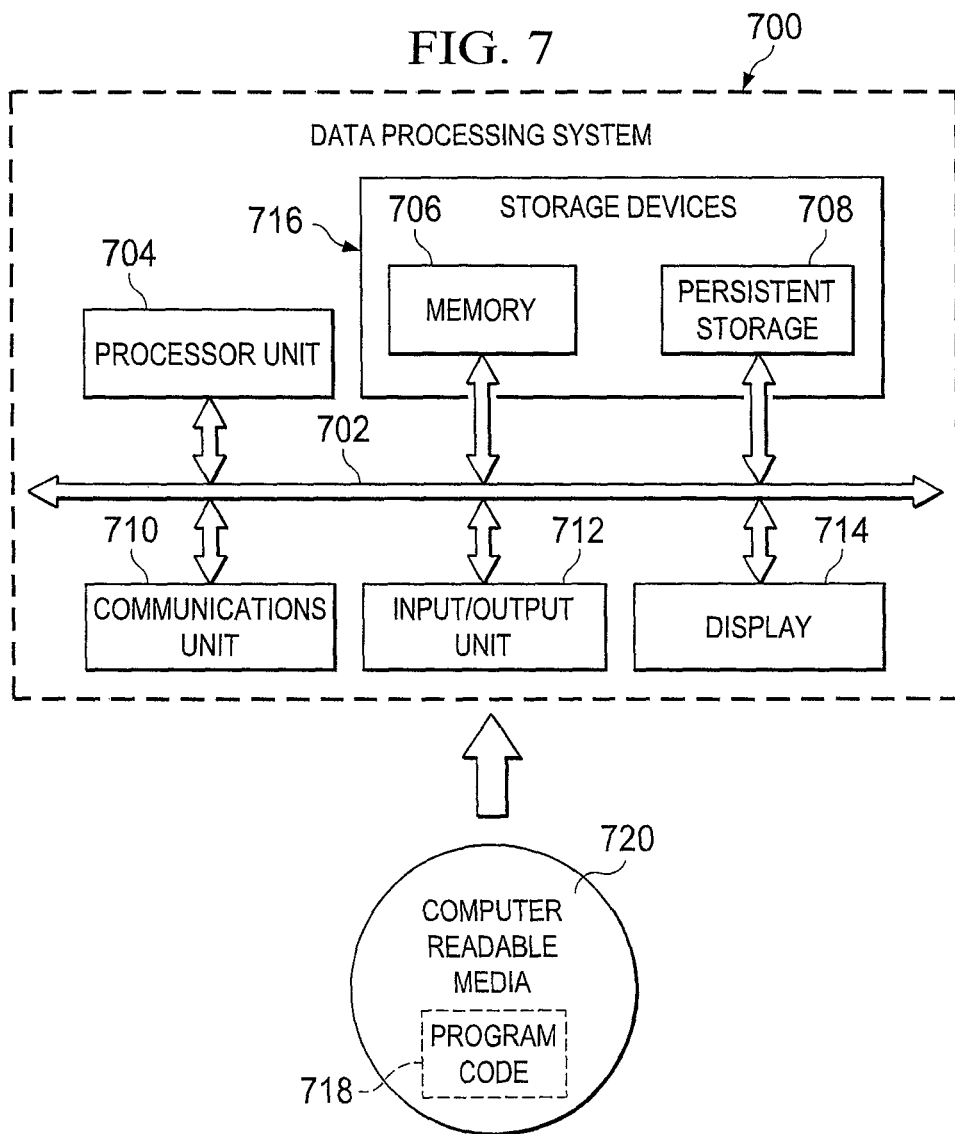 FIG. 7
700
DATA PROCESSING SYSTEM
716
706
STORAGE DEVICES
708
704
MEMORY
PERSISTENT
STORAGE
PROCESSOR UNIT
702
710
712
714
COMMUNICATIONS
UNIT
INPUT/OUTPUT
UNIT
DISPLAY
720
COMPUTER
READABLE
MEDIA
PROGRAM
CODE
718